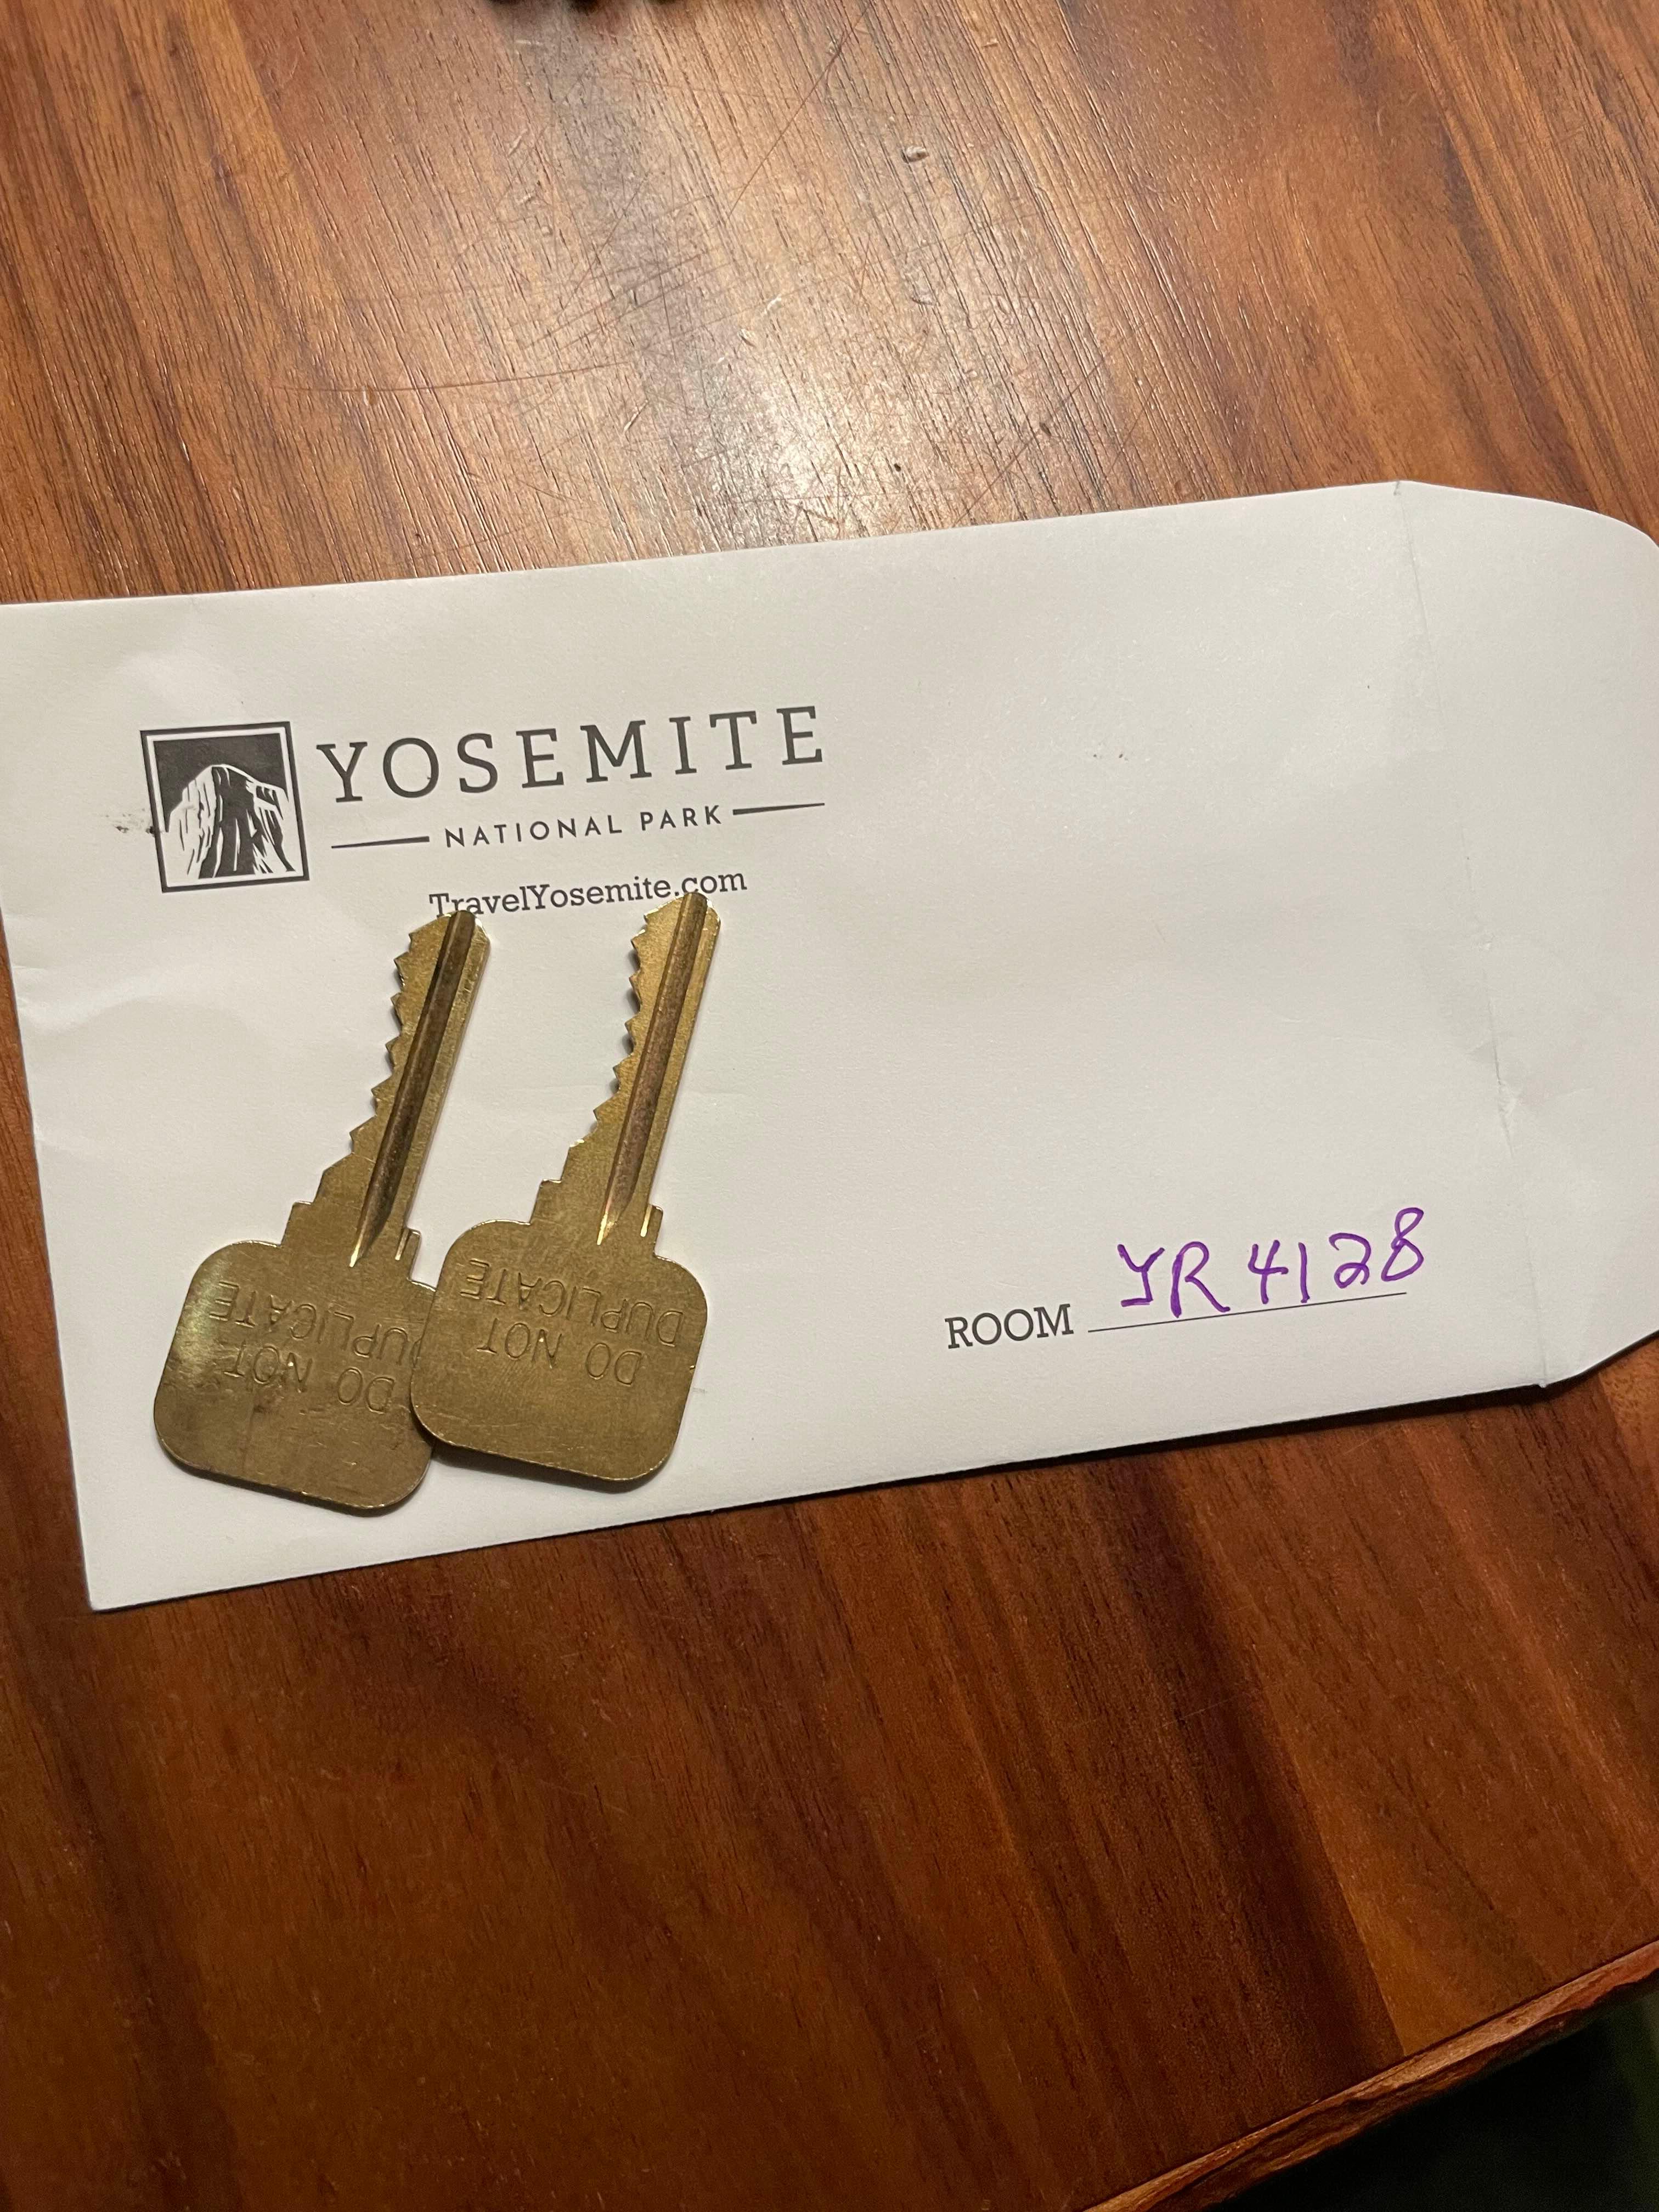 YOSEMITE
NATIONAL PARK
TravelYosemite.com
ROOM YR 4128
DO NOT
DUPLICATE
DO NOT
DUPLICATE